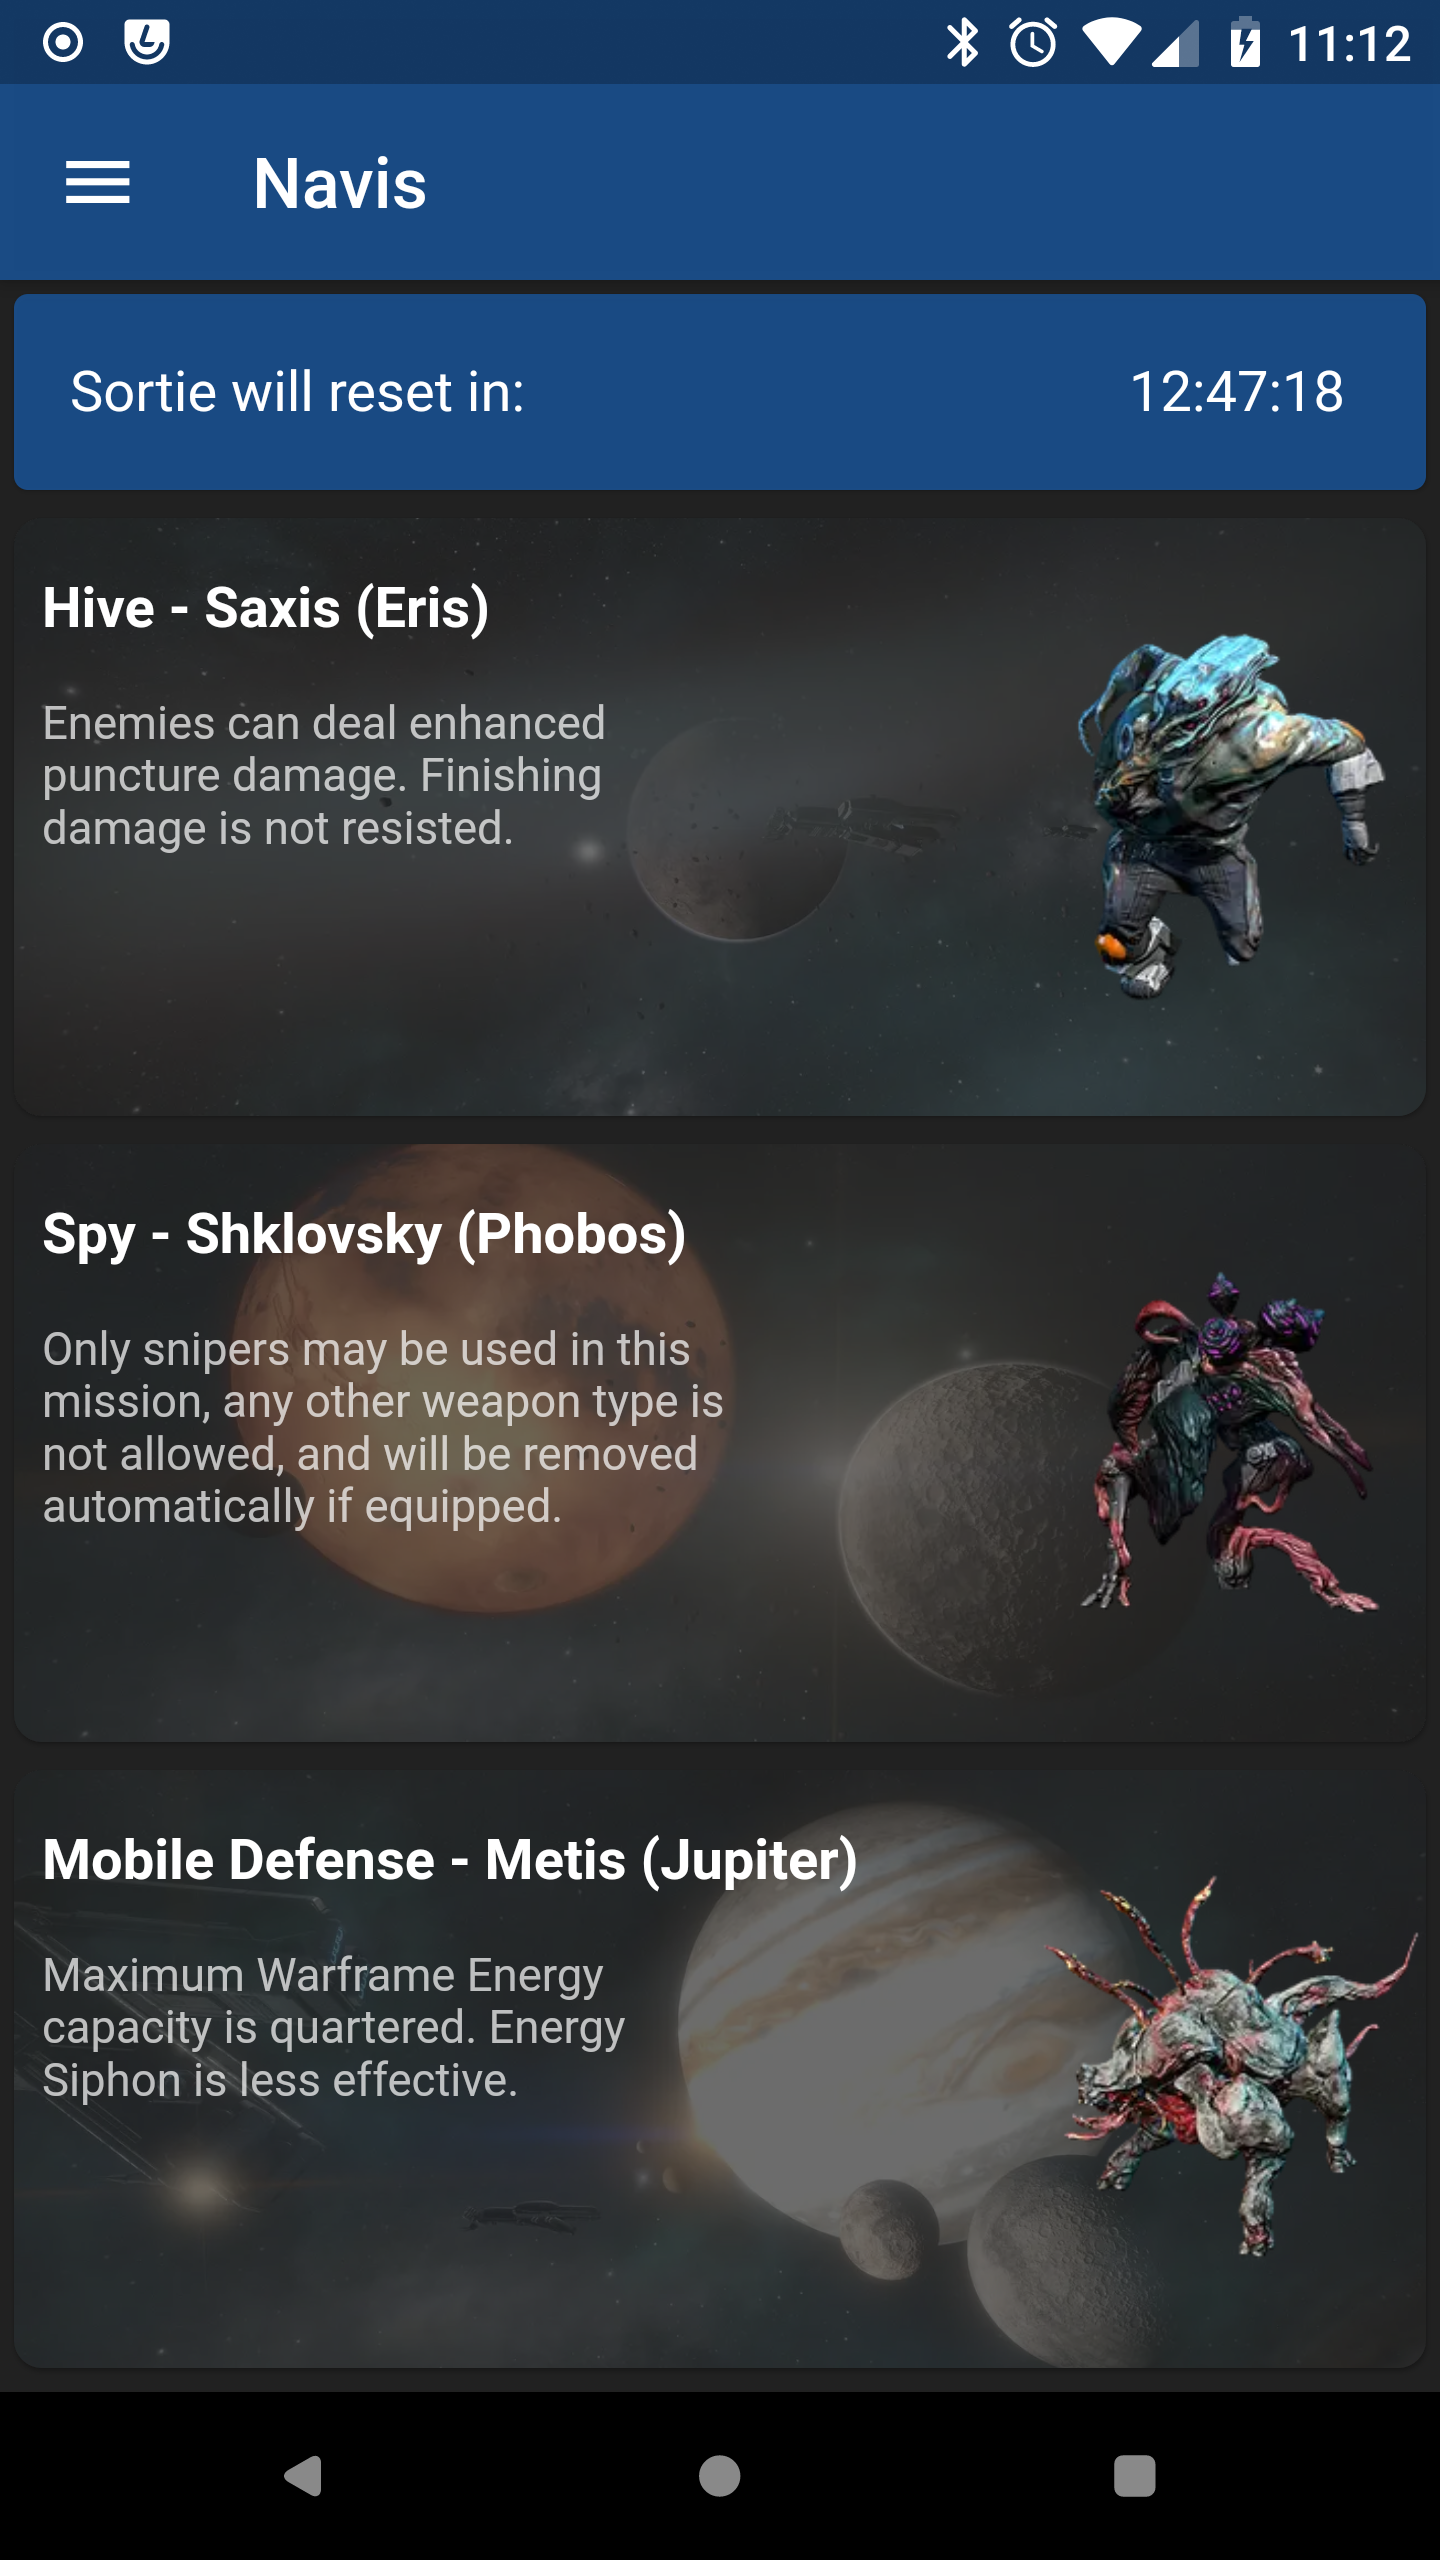 11:12
Navis
Sortie will reset in: 12:47:18
Hive - Saxis (Eris)
Enemies can deal enhanced
puncture damage. Finishing
damage is not resisted.
Spy - Shklovsky (Phobos)
Only snipers may be used in this
mission, any other weapon type is
not allowed, and will be removed
automatically if equipped.
Mobile Defense - Metis (Jupiter)
Maximum Warframe Energy
capacity is quartered. Energy
Siphon is less effective.